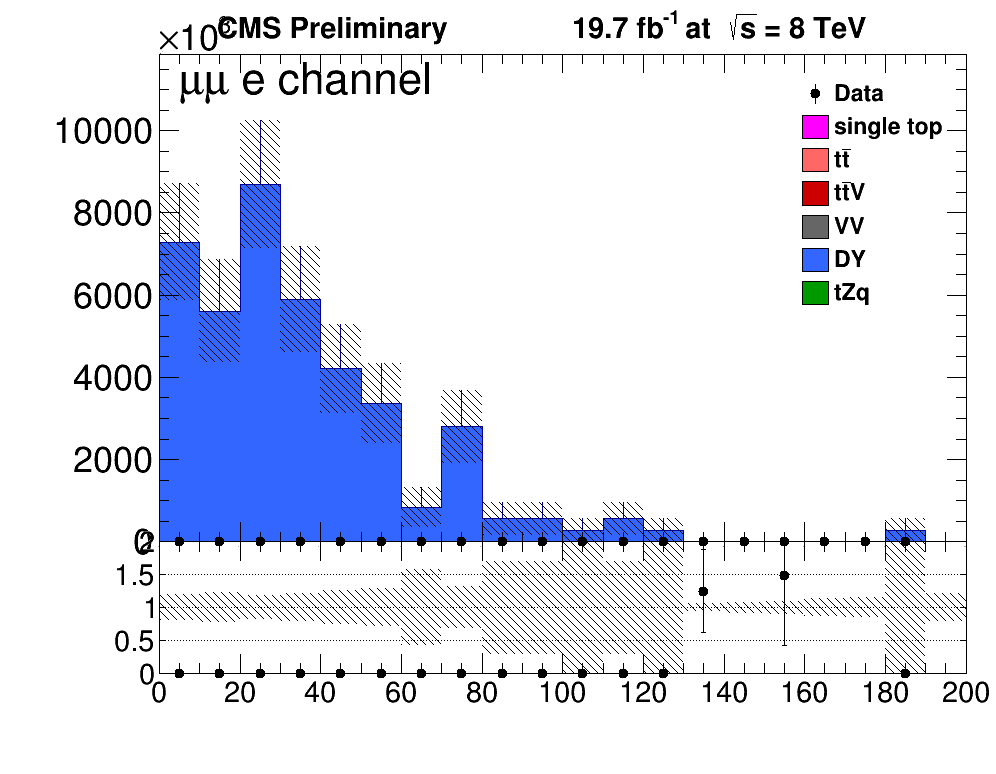 ×10³ CMS Preliminary 19.7 fb⁻¹ at √s = 8 TeV
μμ e channel
Data
single top
tt̅
tt̅V
VV
DY
tZq
10000
8000
6000
4000
2000
0
2
1.5
1
0.5
0
0 20 40 60 80 100 120 140 160 180 200